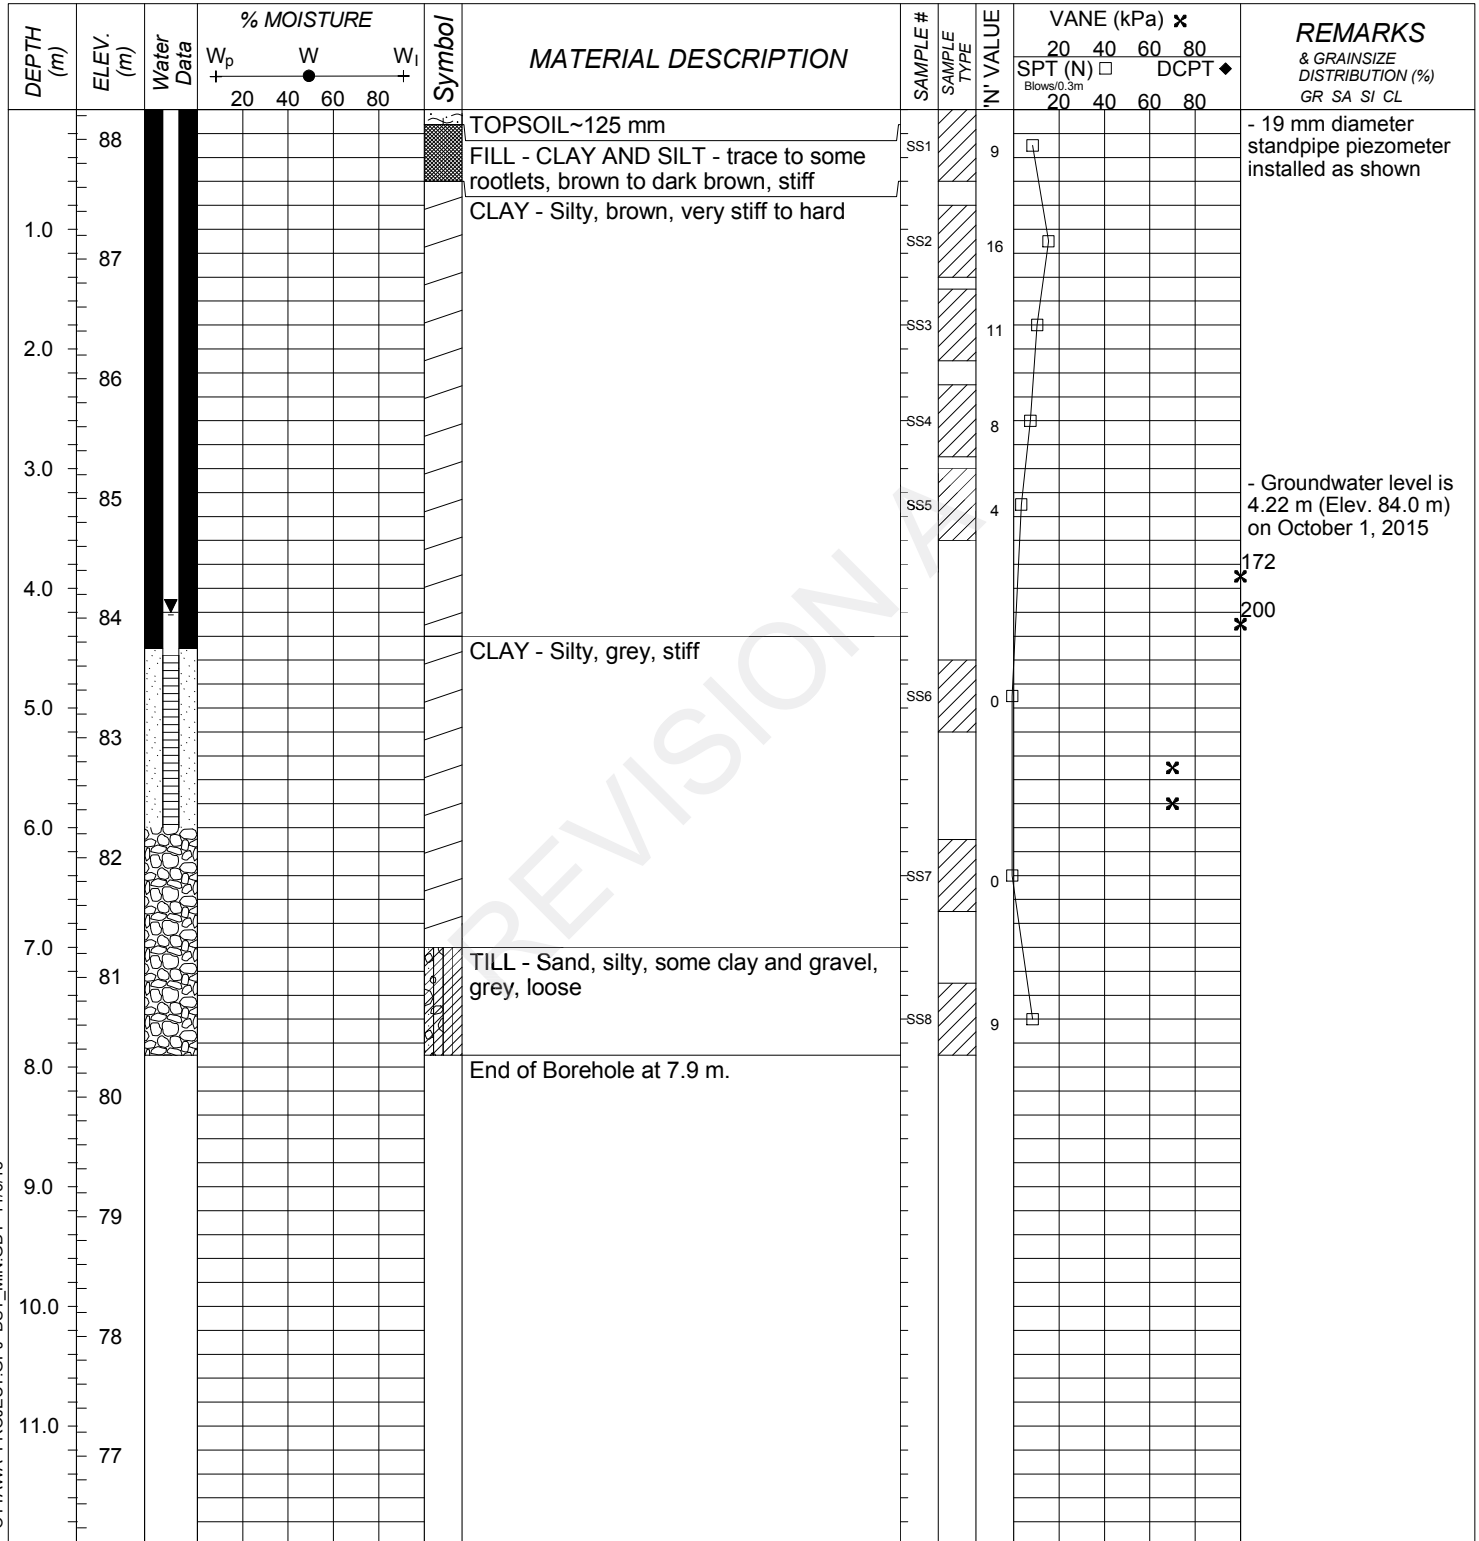 DEPTH (m)
ELEV. (m)
Water Data
% MOISTURE
Wp W Wl
20 40 60 80
Symbol
MATERIAL DESCRIPTION
SAMPLE #
SAMPLE TYPE
'N' VALUE
VANE (kPa)
20 40 60 80
SPT (N) □ DCPT ◆
Blows/0.3m
20 40 60 80
REMARKS
& GRAINSIZE
DISTRIBUTION (%)
GR SA SI CL
TOPSOIL~125 mm
- 19 mm diameter
standpipe piezometer
installed as shown
88
SS1 9
FILL - CLAY AND SILT - trace to some
rootlets, brown to dark brown, stiff
CLAY - Silty, brown, very stiff to hard
1.0
SS2 16
87
SS3 11
2.0
86
SS4 8
3.0
- Groundwater level is
4.22 m (Elev. 84.0 m)
on October 1, 2015
85
SS5 4
172
4.0
200
84
CLAY - Silty, grey, stiff
SS6 0
5.0
83
6.0
82
SS7 0
7.0
TILL - Sand, silty, some clay and gravel,
grey, loose
81
SS8 9
8.0
End of Borehole at 7.9 m.
80
9.0
79
10.0
78
11.0
77
REVISION A